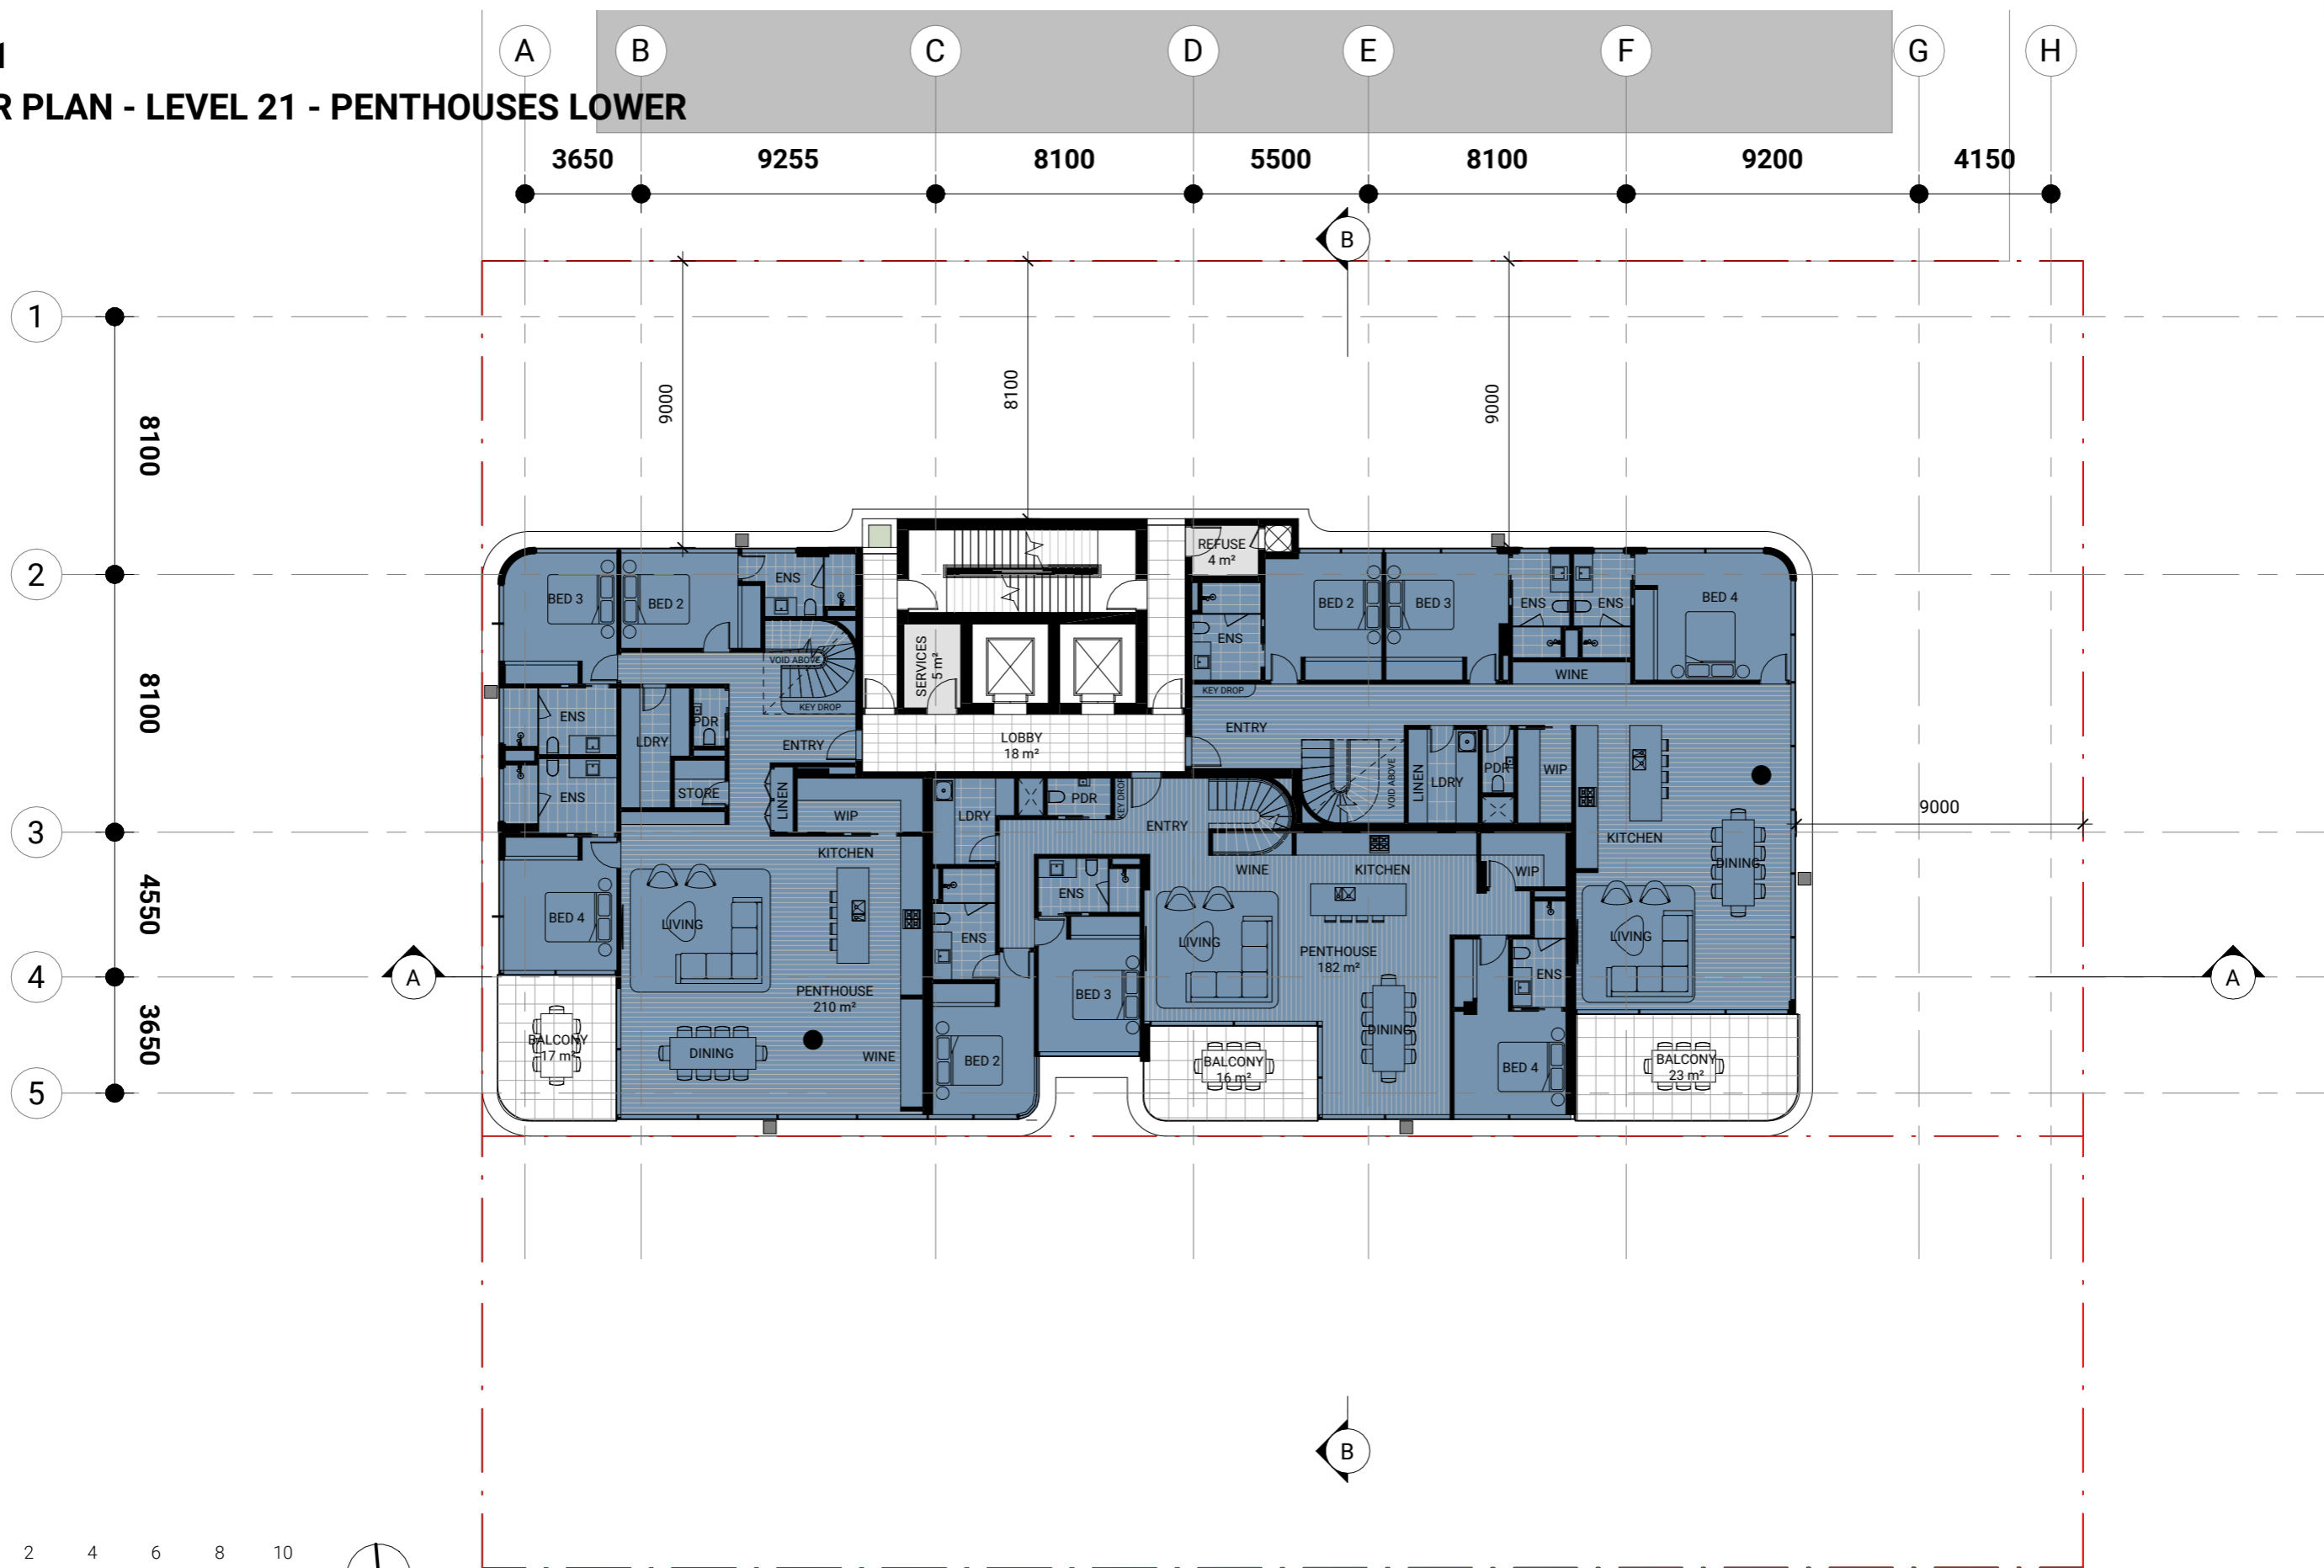 A B C D E F G H
1
R PLAN - LEVEL 21 - PENTHOUSES LOWER
3650 9255 8100 5500 8100 9200 4150
B
1
9000 8100 9000
8100
2
REFUSE
4 m²
BED 3
BED 2
ENS
BED 2
BED 3
ENS
ENS
BED 4
ENS
SERVICES
5 m²
VOID ABOVE
WINE
KEY DROP
KEY DROP
8100
ENS
PDR
LDRY
ENTRY
LOBBY
18 m²
ENTRY
ENS
STORE
LINEN
WIP
LDRY
PDR
KEY DROP
ENTRY
VOID ABOVE
LINEN
LDRY
PDR
WIP
9000
3
KITCHEN
KITCHEN
DINING
WINE
KITCHEN
WIP
ENS
4550
BED 4
LIVING
ENS
LIVING
PENTHOUSE
182 m²
LIVING
4
A
A
ENS
PENTHOUSE
210 m²
BED 3
3650
BALCONY
17 m²
DINING
WINE
BED 2
BALCONY
16 m²
DINING
BED 4
BALCONY
23 m²
5
B
2 4 6 8 10